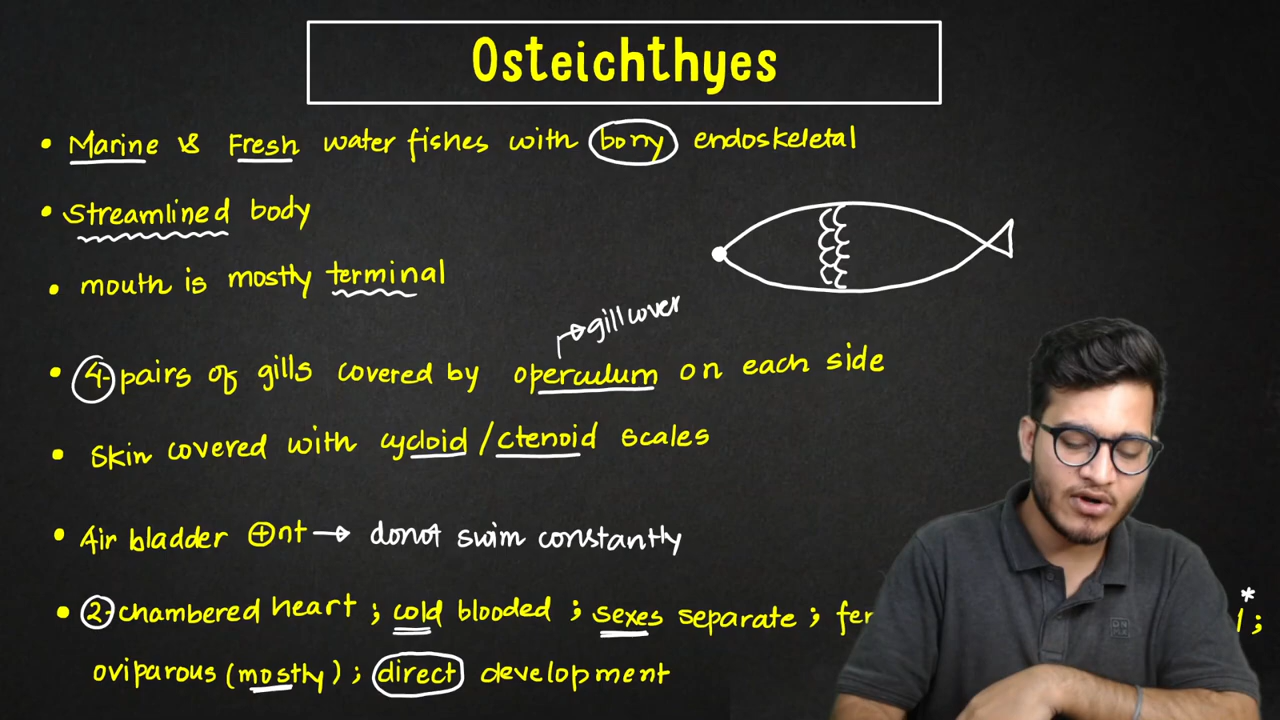 Osteichthyes
• Marine & Fresh water fishes with bony endoskeletal
• Streamlined body
• mouth is mostly terminal
→ gill cover
• 4-pairs of gills covered by operculum on each side
• Skin covered with cycloid / ctenoid scales
• Air bladder ⊕nt → donot swim constantly
• 2-chambered heart ; cold blooded ; sexes separate ; fer l* ;
oviparous (mostly) ; direct development